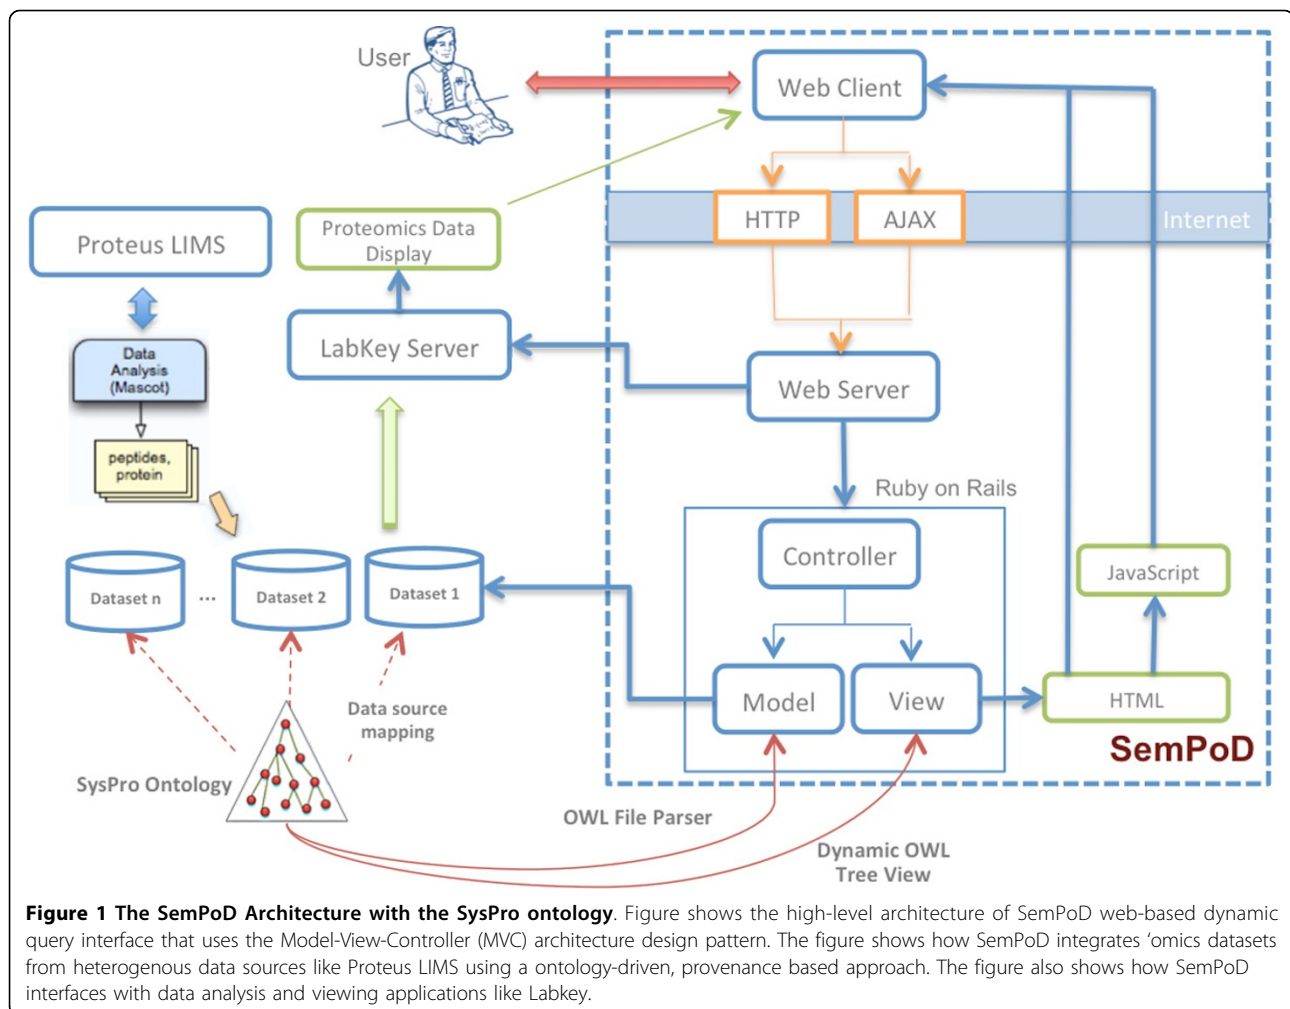 User
Web Client
HTTP
AJAX
Internet
Proteus LIMS
Proteomics Data
Display
LabKey Server
Data
Analysis
(Mascot)
Web Server
peptides,
protein
Ruby on Rails
Controller
JavaScript
Dataset n
...
Dataset 2
Dataset 1
Model
View
HTML
Data source
mapping
SemPoD
SysPro Ontology
OWL File Parser
Dynamic OWL
Tree View
Figure 1 The SemPoD Architecture with the SysPro ontology. Figure shows the high-level architecture of SemPoD web-based dynamic
query interface that uses the Model-View-Controller (MVC) architecture design pattern. The figure shows how SemPoD integrates ‘omics datasets
from heterogenous data sources like Proteus LIMS using a ontology-driven, provenance based approach. The figure also shows how SemPoD
interfaces with data analysis and viewing applications like Labkey.